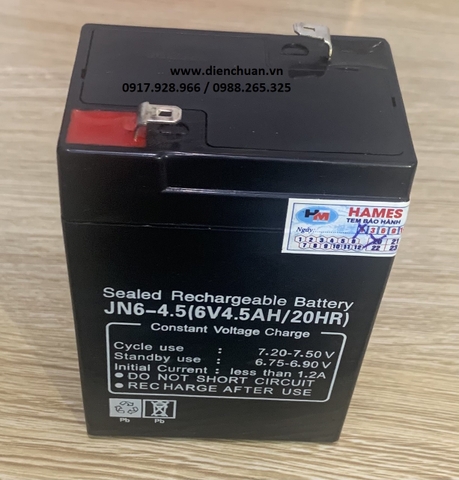 www.dienchuan.vn
0917.928.966 / 0988.265.325
HM HAMES
TEM BẢO HÀNH
Ngày
Sealed Rechargeable Battery
JN6-4.5(6V4.5AH/20HR)
Constant Voltage Charge
Cycle use : 7.20-7.50 V
Standby use : 6.75-6.90 V
Initial Current : less than 1.2A
● DO NOT SHORT CIRCUIT
● RECHARGE AFTER USE
Pb Pb